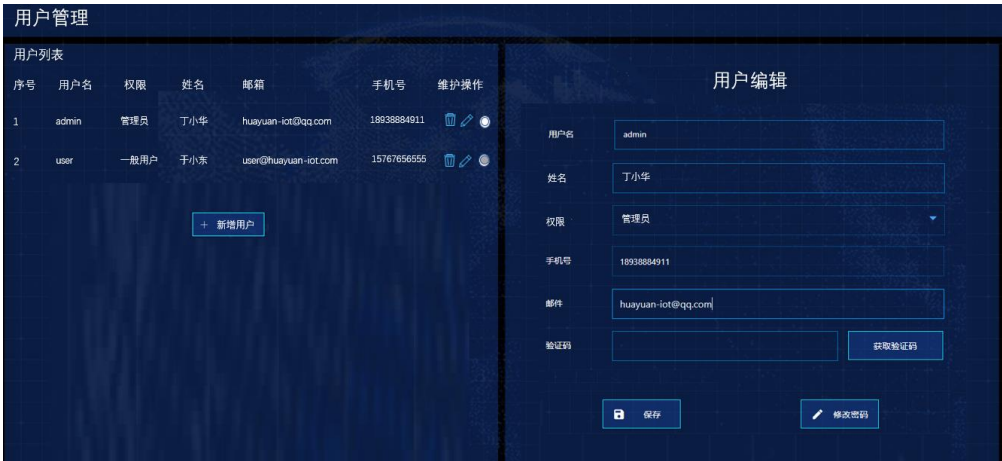 用户管理
用户列表
序号 用户名 权限 姓名 邮箱 手机号 维护操作
1 admin 管理员 丁小华 huayuan-iot@qq.com 18938884911
2 user 一般用户 于小东 user@huayuan-iot.com 15767656555
+ 新增用户
用户编辑
用户名 admin
姓名 丁小华
权限 管理员
手机号 18938884911
邮件 huayuan-iot@qq.com
验证码 获取验证码
保存 修改密码